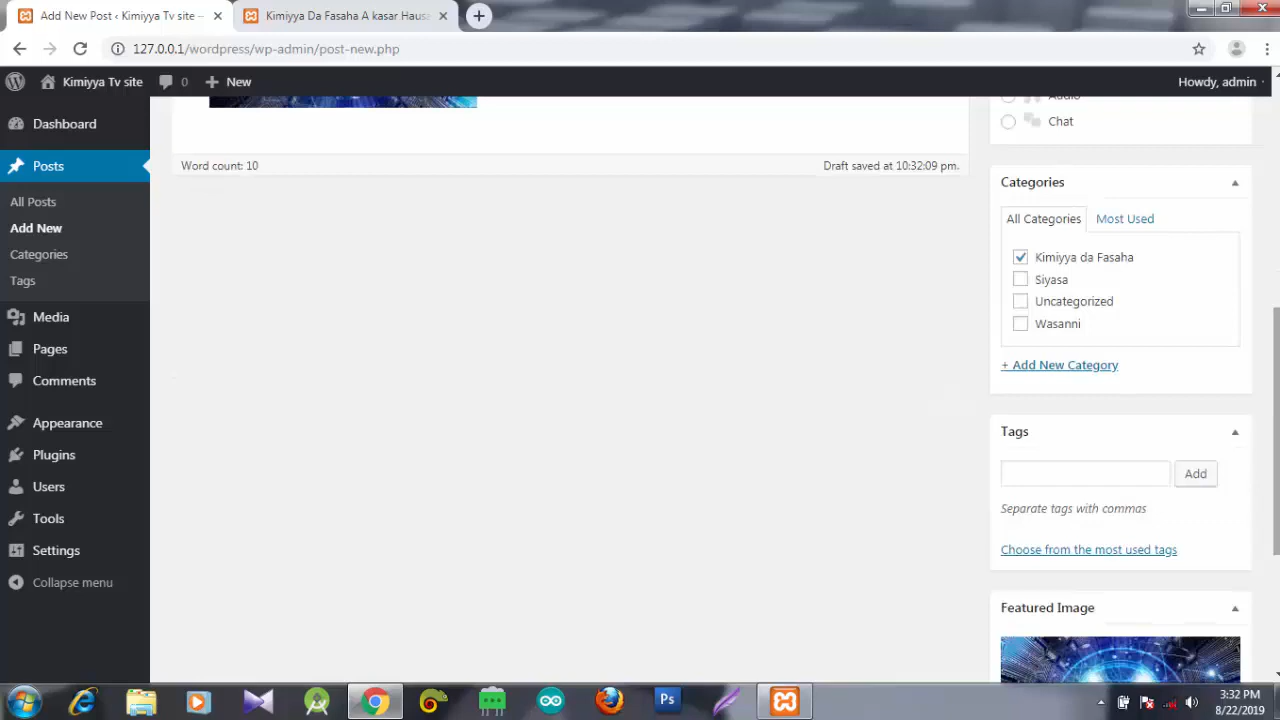 Add New Post ‹ Kimiyya Tv site —
Kimiyya Da Fasaha A kasar Hausa
127.0.0.1/wordpress/wp-admin/post-new.php
Kimiyya Tv site
0
New
Howdy, admin
Dashboard
Posts
All Posts
Add New
Categories
Tags
Media
Pages
Comments
Appearance
Plugins
Users
Tools
Settings
Collapse menu
Word count: 10
Draft saved at 10:32:09 pm.
Audio
Chat
Categories
All Categories
Most Used
Kimiyya da Fasaha
Siyasa
Uncategorized
Wasanni
+ Add New Category
Tags
Add
Separate tags with commas
Choose from the most used tags
Featured Image
Ps
3:32 PM
8/22/2019